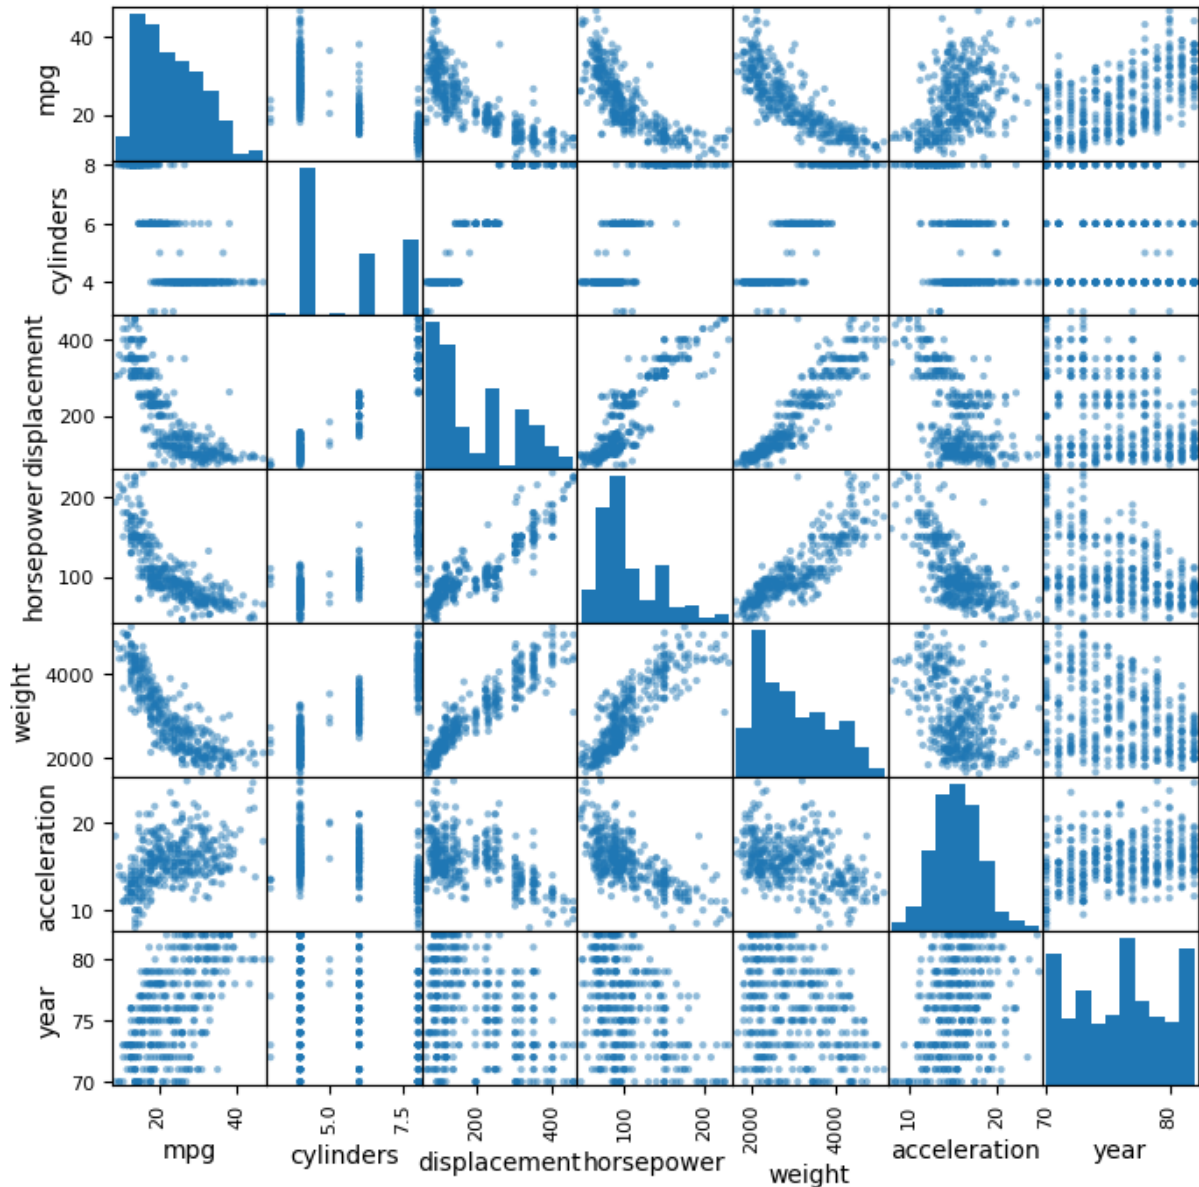 mpg
40
20
cylinders
8
6
4
displacement
400
200
horsepower
200
100
weight
4000
2000
acceleration
20
10
year
80
75
70
20 40
5.0 7.5
200 400
100 200
2000 4000
10 20
70 80
mpg
cylinders
displacement
horsepower
weight
acceleration
year